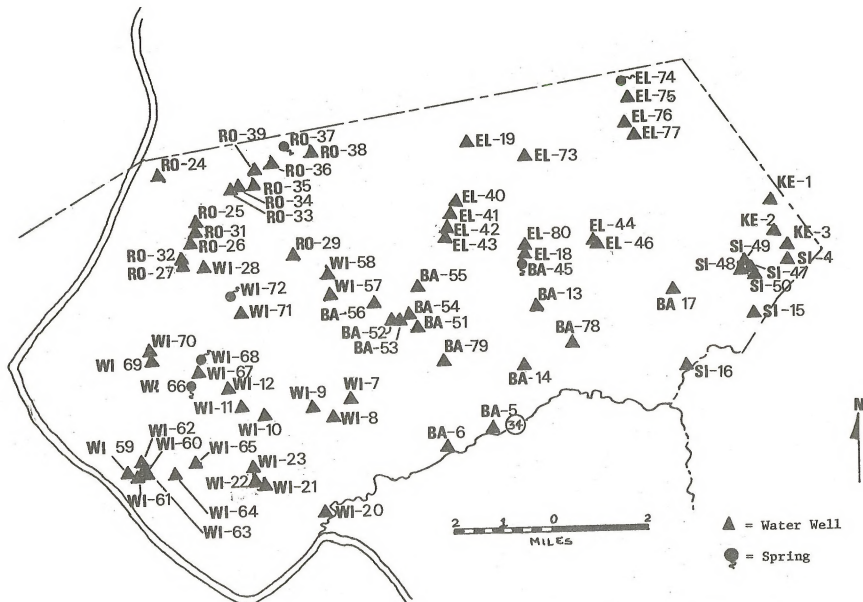 EL-74
EL-75
EL-76
EL-77
RO-39
RO-37
RO-38
RO-24
RO-36
RO-35
RO-34
RO-33
EL-19
EL-73
KE-1
EL-40
EL-41
EL-42
EL-43
RO-25
RO-31
RO-26
RO-32
RO-27
WI-28
RO-29
EL-80
EL-18
BA-45
EL-44
EL-46
KE-2
KE-3
SI-49
SI-4
SI-48
SI-47
SI-50
SI-15
WI-58
WI-57
WI-72
WI-71
BA-55
BA-56
BA-54
BA-52
BA-51
BA-53
BA-13
BA 17
BA-78
BA-79
BA-14
SI-16
WI-70
WI 69
WI-68
WI-67
WI 66
WI-12
WI-11
WI-10
WI-9
WI-7
WI-8
BA-5
34
BA-6
N
WI-62
WI 59
WI-60
WI-65
WI-23
WI-22
WI-21
WI-61
WI-64
WI-63
WI-20
2 1 0 2
MILES
= Water Well
= Spring